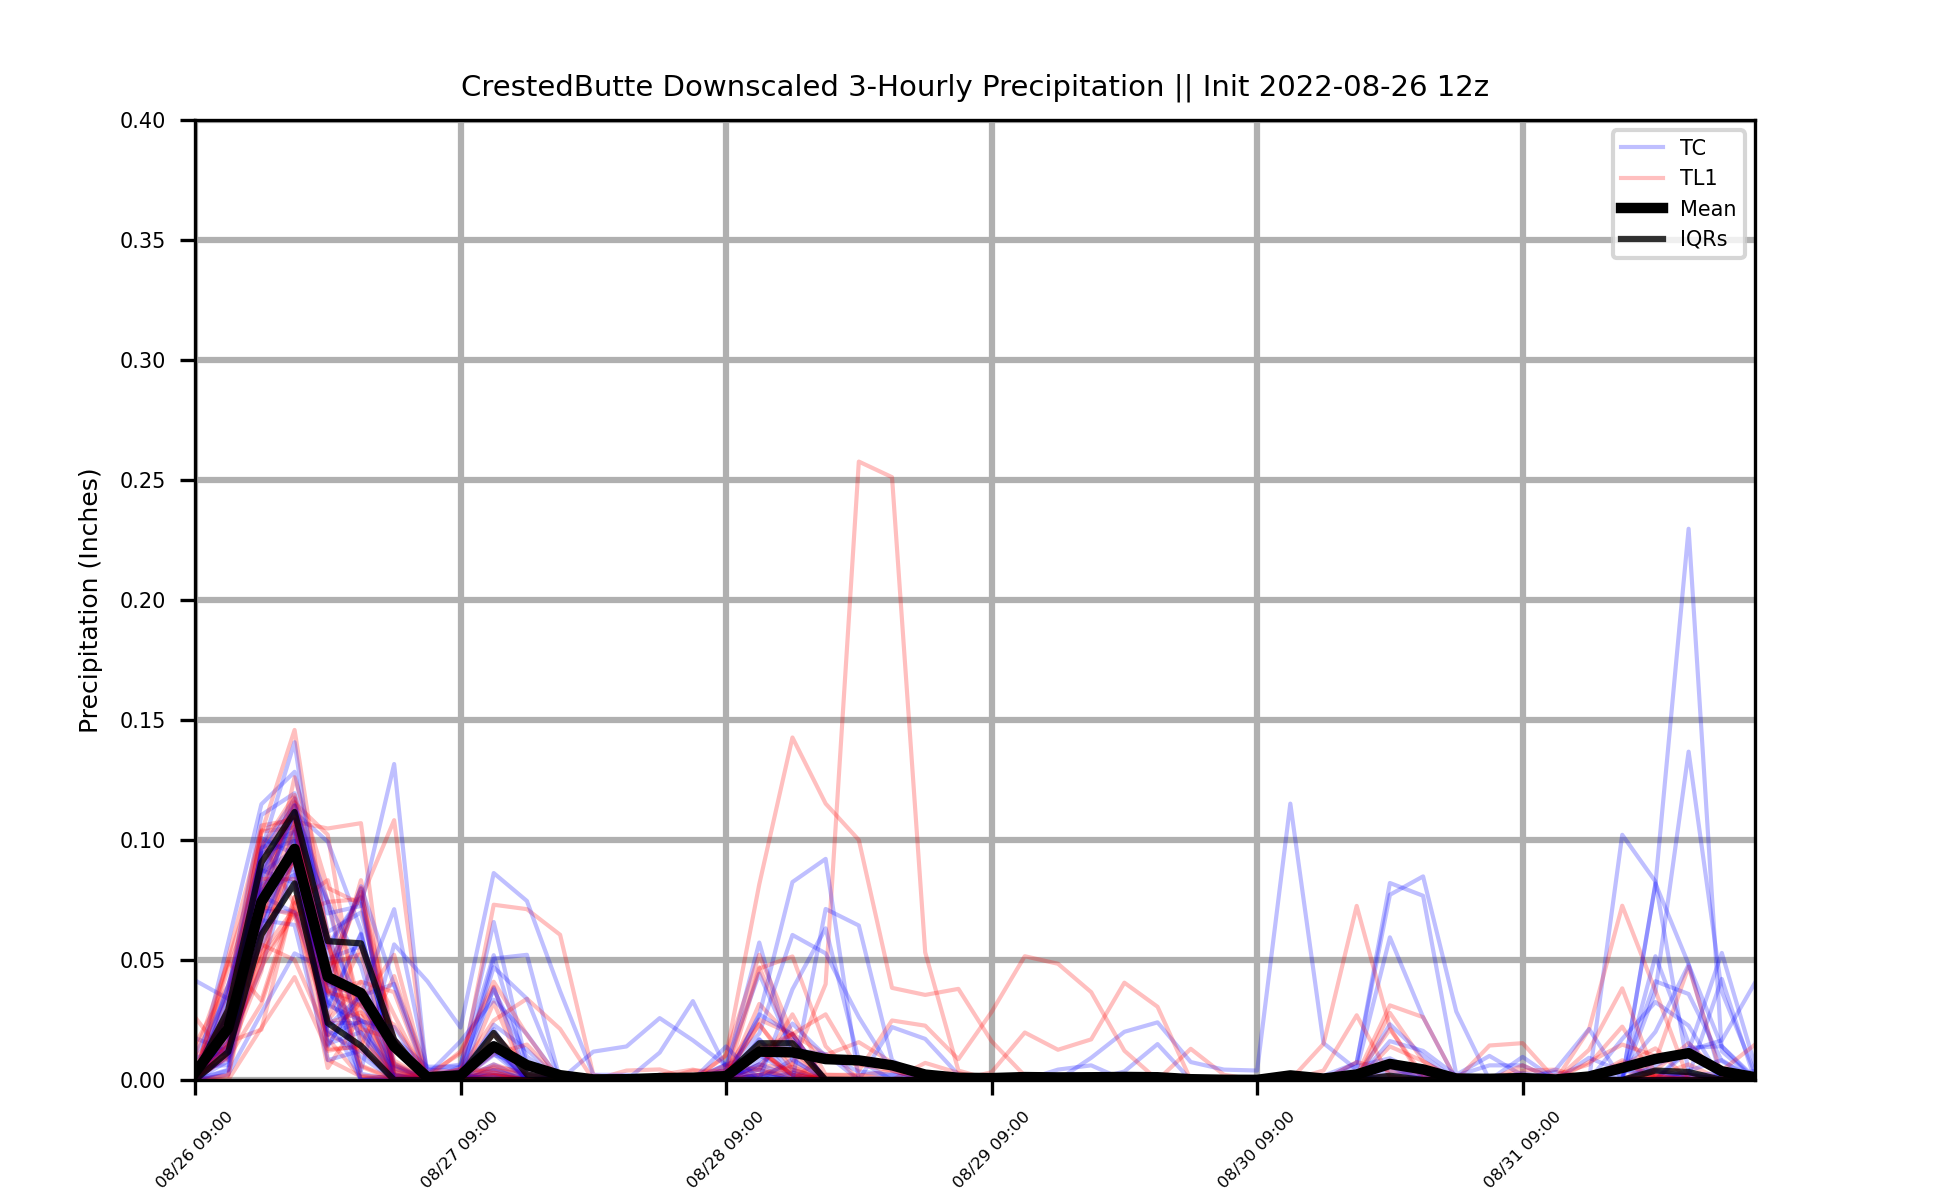 CrestedButte Downscaled 3-Hourly Precipitation || Init 2022-08-26 12z
Precipitation (Inches)
0.40
0.35
0.30
0.25
0.20
0.15
0.10
0.05
0.00
TC
TL1
Mean
IQRs
08/26 09:00
08/27 09:00
08/28 09:00
08/29 09:00
08/30 09:00
08/31 09:00